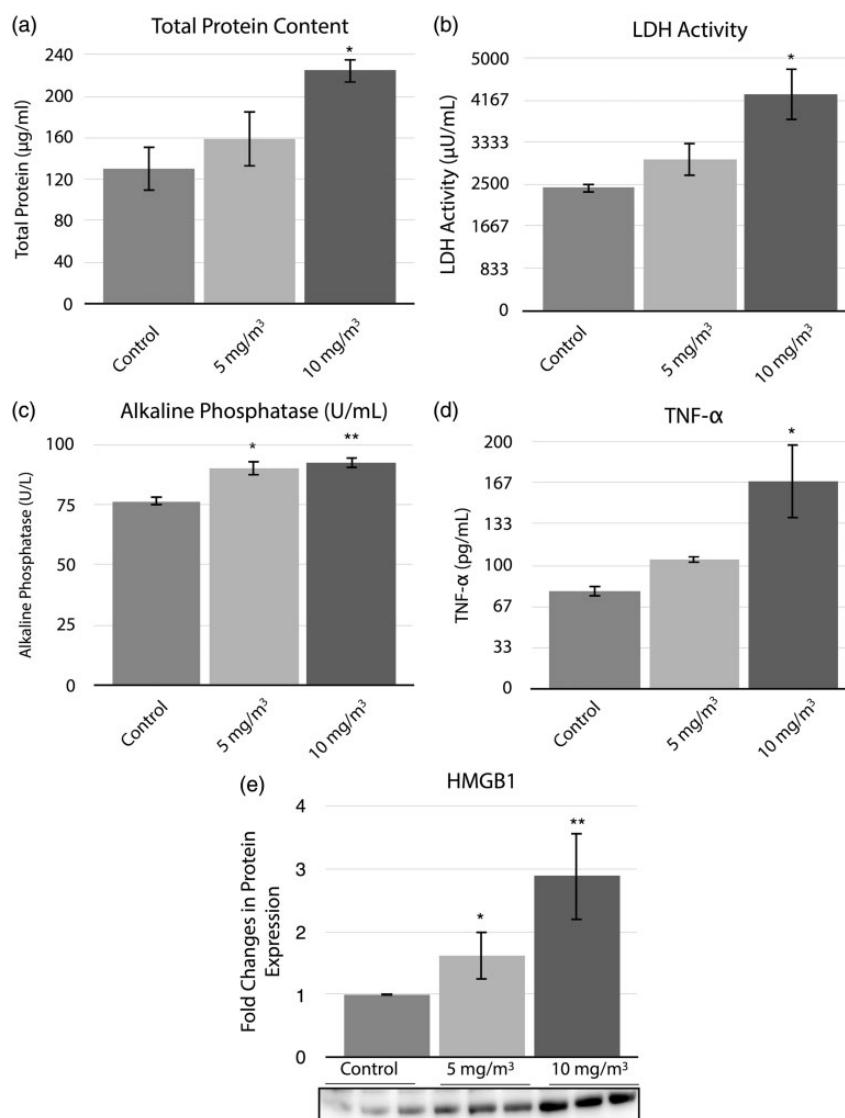 (a)
Total Protein Content
*
240
200
160
120
80
40
0
Total Protein (µg/ml)
Control
5 mg/m³
10 mg/m³
(b)
LDH Activity
*
5000
4167
3333
2500
1667
833
0
LDH Activity (µU/mL)
Control
5 mg/m³
10 mg/m³
(c)
Alkaline Phosphatase (U/mL)
* **
100
75
50
25
0
Alkaline Phosphatase (U/L)
Control
5 mg/m³
10 mg/m³
(d)
TNF-α
*
200
167
133
100
67
33
0
TNF-α (pg/mL)
Control
5 mg/m³
10 mg/m³
(e)
HMGB1
* **
4
3
2
1
0
Fold Changes in Protein
Expression
Control 5 mg/m³ 10 mg/m³